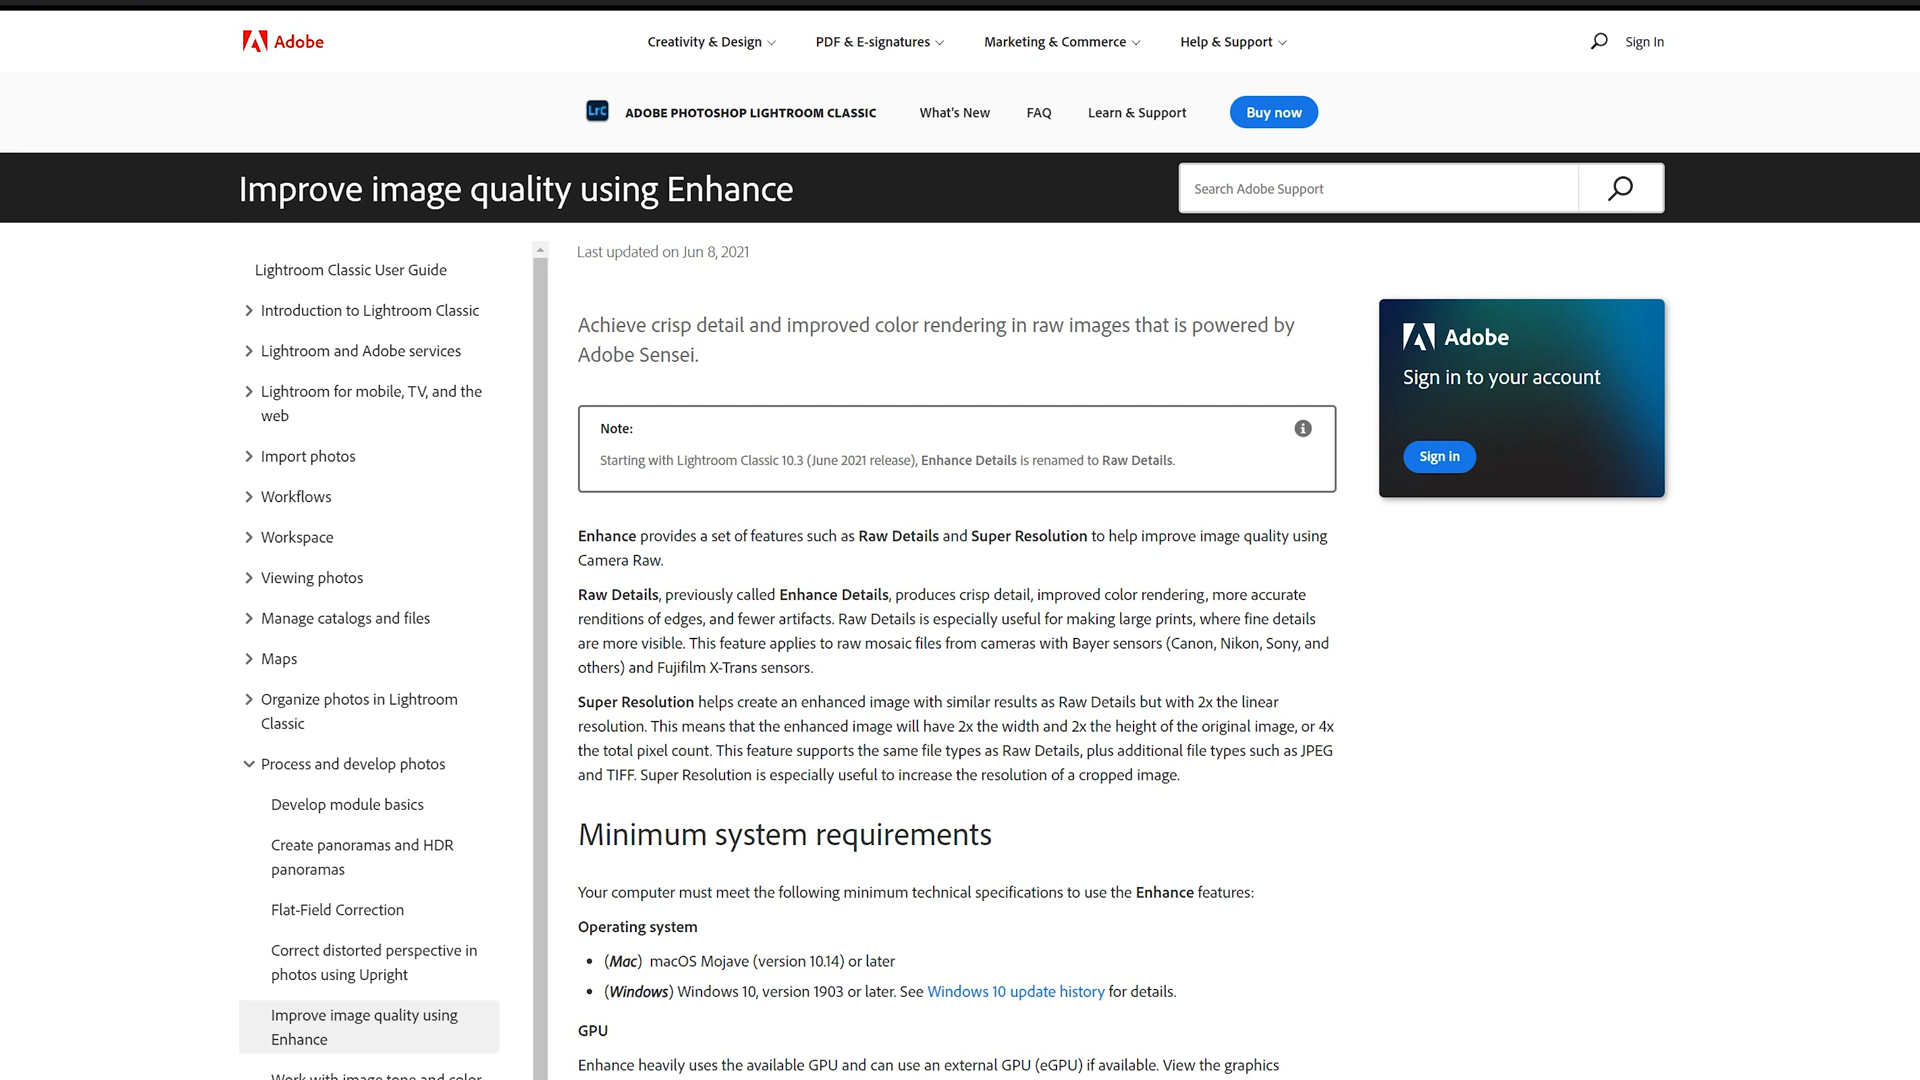 Adobe
Creativity & Design
PDF & E-signatures
Marketing & Commerce
Help & Support
Sign In
Lrc
ADOBE PHOTOSHOP LIGHTROOM CLASSIC
What's New
FAQ
Learn & Support
Buy now
Improve image quality using Enhance
Search Adobe Support
Lightroom Classic User Guide
Introduction to Lightroom Classic
Lightroom and Adobe services
Lightroom for mobile, TV, and the
web
Import photos
Workflows
Workspace
Viewing photos
Manage catalogs and files
Maps
Organize photos in Lightroom
Classic
Process and develop photos
Develop module basics
Create panoramas and HDR
panoramas
Flat-Field Correction
Correct distorted perspective in
photos using Upright
Improve image quality using
Enhance
Work with image tone and color
Last updated on Jun 8, 2021
Achieve crisp detail and improved color rendering in raw images that is powered by
Adobe Sensei.
Note:
Starting with Lightroom Classic 10.3 (June 2021 release), Enhance Details is renamed to Raw Details.
Enhance provides a set of features such as Raw Details and Super Resolution to help improve image quality using
Camera Raw.
Raw Details, previously called Enhance Details, produces crisp detail, improved color rendering, more accurate
renditions of edges, and fewer artifacts. Raw Details is especially useful for making large prints, where fine details
are more visible. This feature applies to raw mosaic files from cameras with Bayer sensors (Canon, Nikon, Sony, and
others) and Fujifilm X-Trans sensors.
Super Resolution helps create an enhanced image with similar results as Raw Details but with 2x the linear
resolution. This means that the enhanced image will have 2x the width and 2x the height of the original image, or 4x
the total pixel count. This feature supports the same file types as Raw Details, plus additional file types such as JPEG
and TIFF. Super Resolution is especially useful to increase the resolution of a cropped image.
Minimum system requirements
Your computer must meet the following minimum technical specifications to use the Enhance features:
Operating system
(Mac) macOS Mojave (version 10.14) or later
(Windows) Windows 10, version 1903 or later. See Windows 10 update history for details.
GPU
Enhance heavily uses the available GPU and can use an external GPU (eGPU) if available. View the graphics
Adobe
Sign in to your account
Sign in